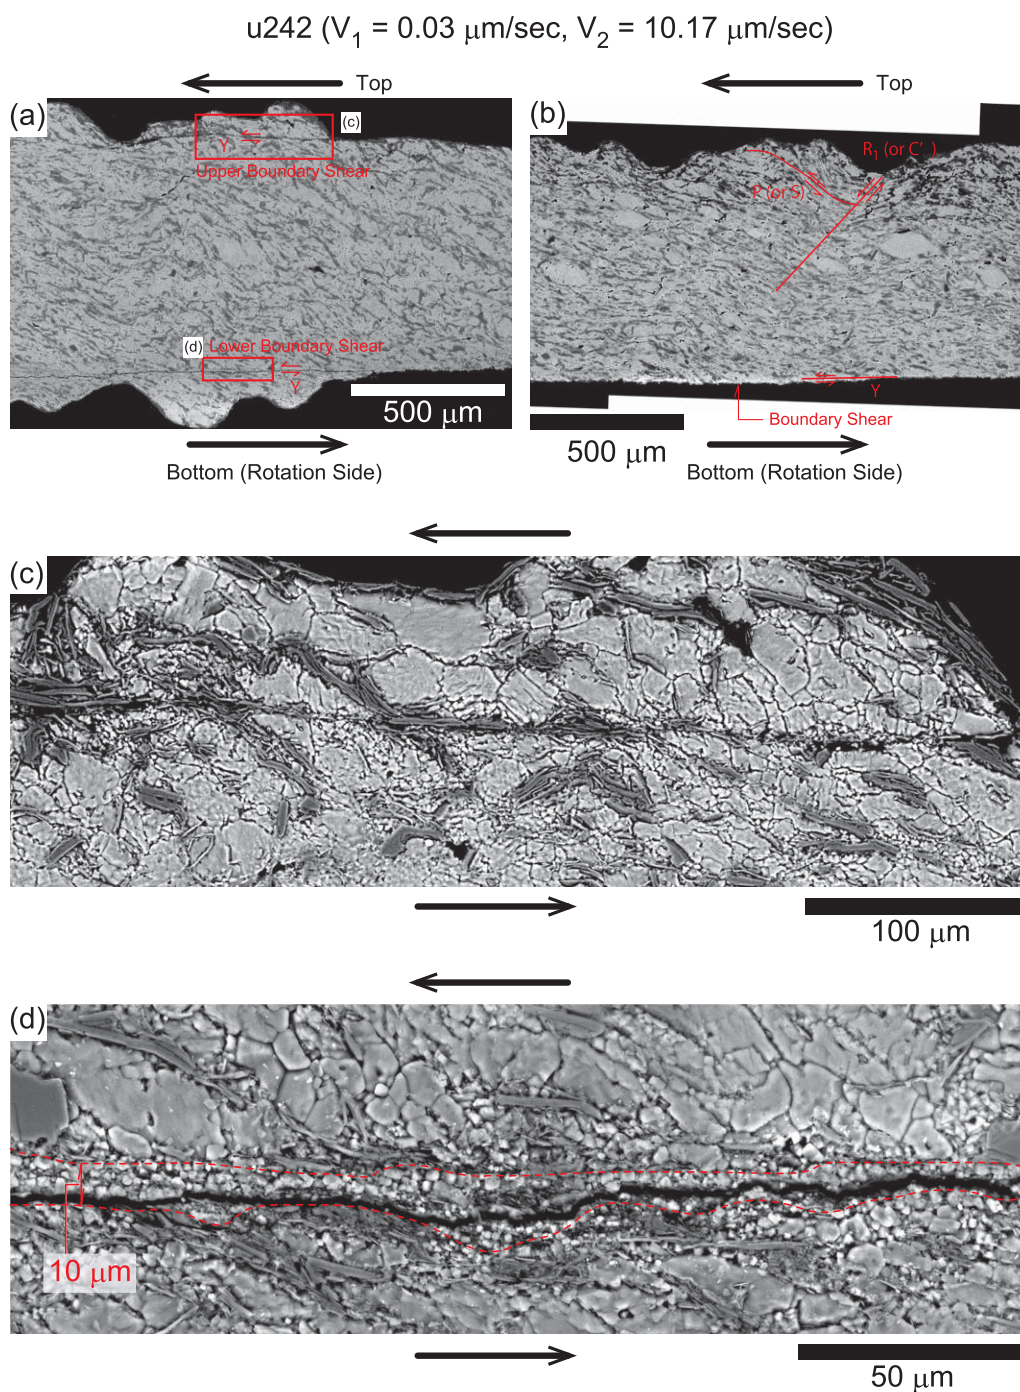 u242 (V1 = 0.03 μm/sec, V2 = 10.17 μm/sec)
Top
Top
(a)
(c)
Y
Upper Boundary Shear
(d)
Lower Boundary Shear
Y
500 μm
Bottom (Rotation Side)
(b)
R1 (or C')
P (or S)
Y
Boundary Shear
500 μm
Bottom (Rotation Side)
(c)
100 μm
(d)
10 μm
50 μm